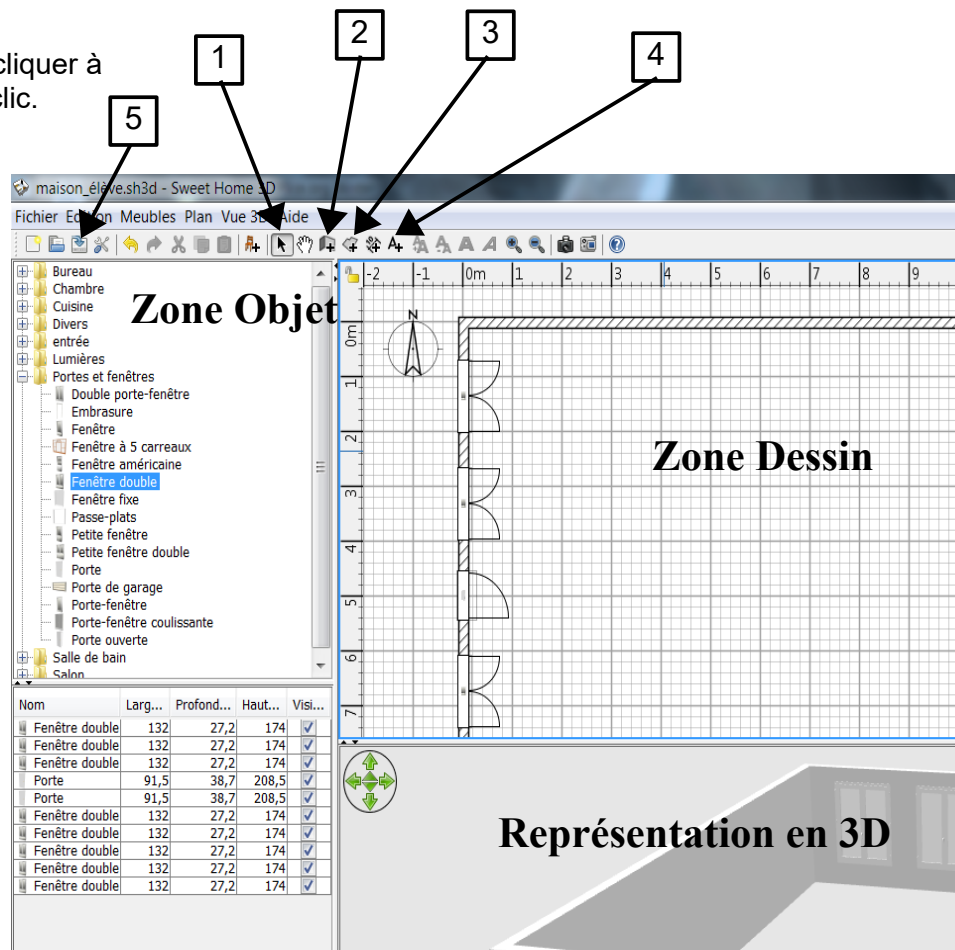 cliquer à
clic.
1
2
3
4
5
maison_élève.sh3d - Sweet Home 3D
Fichier Edition Meubles Plan Vue 3D Aide
Bureau
Chambre
Cuisine
Divers
entrée
Lumières
Portes et fenêtres
Double porte-fenêtre
Embrasure
Fenêtre
Fenêtre à 5 carreaux
Fenêtre américaine
Fenêtre double
Fenêtre fixe
Passe-plats
Petite fenêtre
Petite fenêtre double
Porte
Porte de garage
Porte-fenêtre
Porte-fenêtre coulissante
Porte ouverte
Salle de bain
Salon
Zone Objet
-2 -1 0m 1 2 3 4 5 6 7 8 9
0m
1
2
3
4
5
6
7
N
Zone Dessin
Nom Larg... Profond... Haut... Visi...
Fenêtre double 132 27,2 174
Fenêtre double 132 27,2 174
Fenêtre double 132 27,2 174
Porte 91,5 38,7 208,5
Porte 91,5 38,7 208,5
Fenêtre double 132 27,2 174
Fenêtre double 132 27,2 174
Fenêtre double 132 27,2 174
Fenêtre double 132 27,2 174
Fenêtre double 132 27,2 174
Représentation en 3D